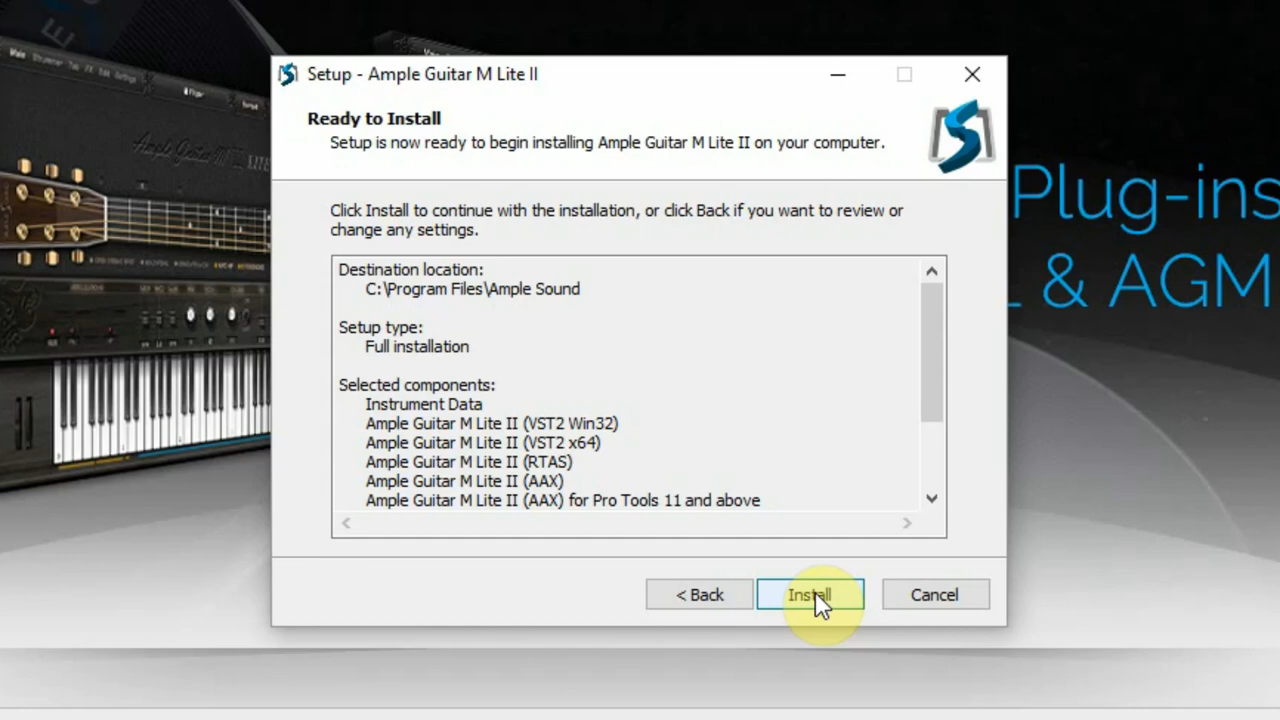 Setup - Ample Guitar M Lite II
Ready to Install
Setup is now ready to begin installing Ample Guitar M Lite II on your computer.
Plug-ins
& AGM
Click Install to continue with the installation, or click Back if you want to review or
change any settings.
Destination location:
C:\Program Files\Ample Sound
Setup type:
Full installation
Selected components:
Instrument Data
Ample Guitar M Lite II (VST2 Win32)
Ample Guitar M Lite II (VST2 x64)
Ample Guitar M Lite II (RTAS)
Ample Guitar M Lite II (AAX)
Ample Guitar M Lite II (AAX) for Pro Tools 11 and above
< Back
Install
Cancel